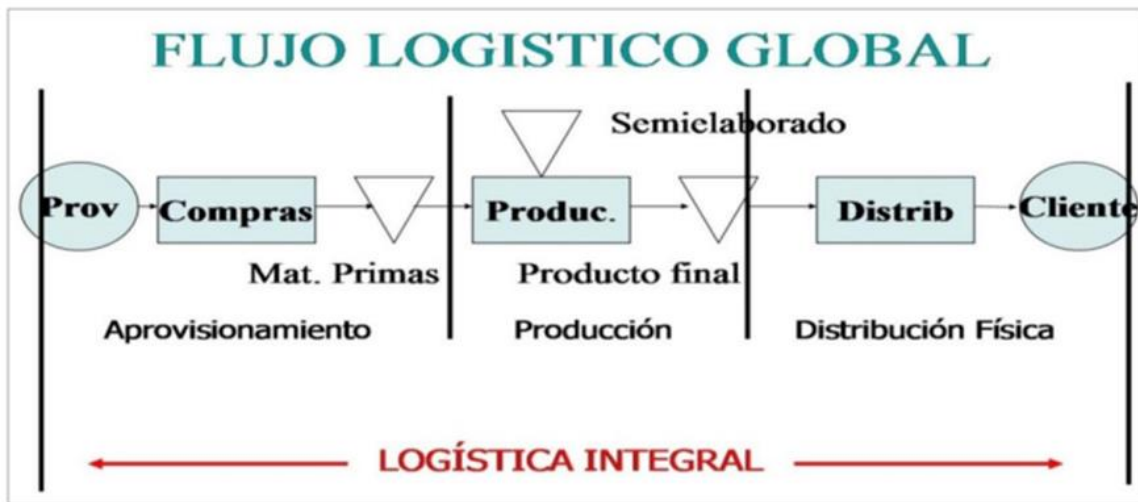 FLUJO LOGISTICO GLOBAL
Semielaborado
Prov
Compras
Produc.
Distrib
Cliente
Mat. Primas
Producto final
Aprovisionamiento
Producción
Distribución Física
LOGÍSTICA INTEGRAL